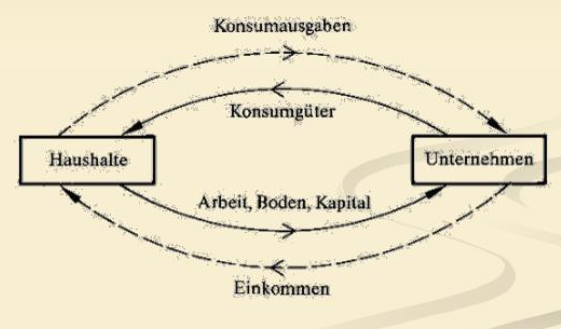 Konsumausgaben
Konsumgüter
Haushalte
Unternehmen
Arbeit, Boden, Kapital
Einkommen